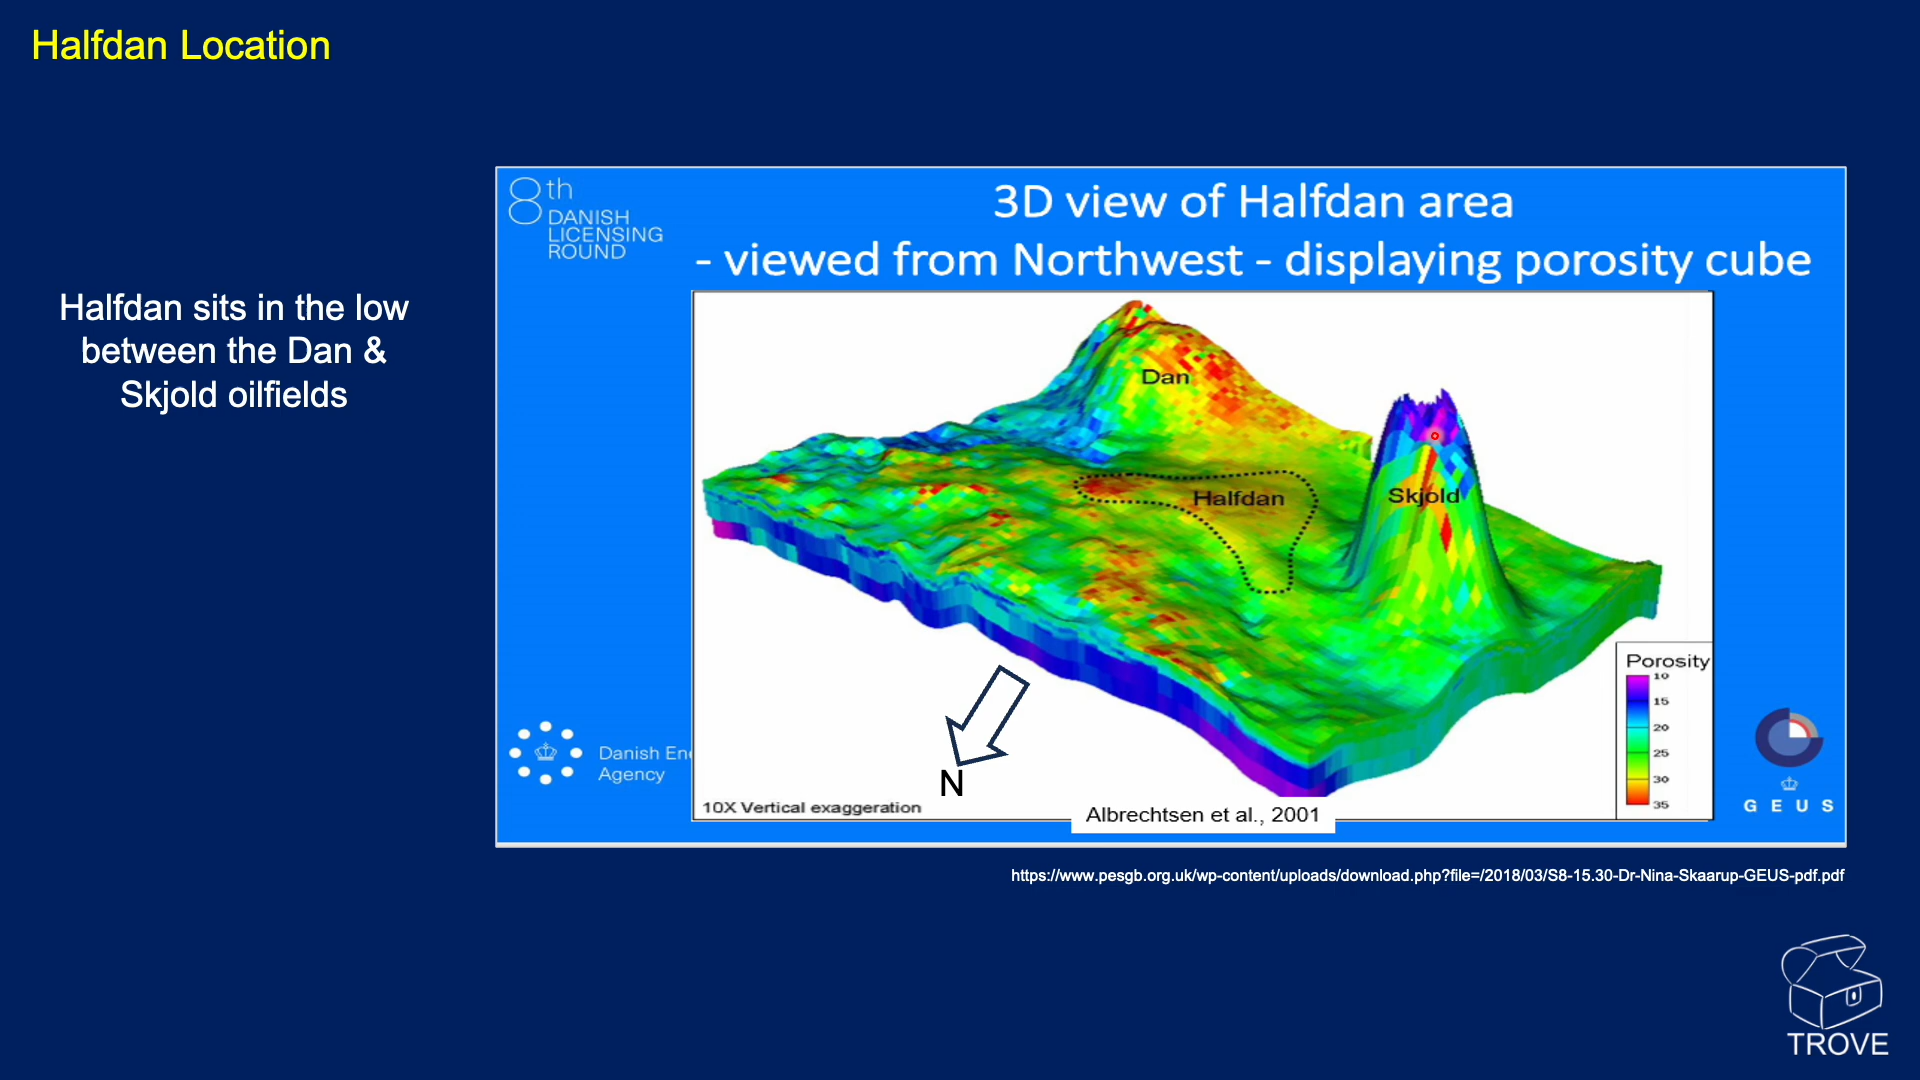 Halfdan Location
Halfdan sits in the low
between the Dan &
Skjold oilfields
8th
DANISH
LICENSING
ROUND
3D view of Halfdan area
- viewed from Northwest - displaying porosity cube
Dan
Halfdan
Skjold
Porosity
10
15
20
25
30
35
N
10X Vertical exaggeration
Albrechtsen et al., 2001
Danish En
Agency
G E U S
https://www.pesgb.org.uk/wp-content/uploads/download.php?file=/2018/03/S8-15.30-Dr-Nina-Skaarup-GEUS-pdf.pdf
TROVE